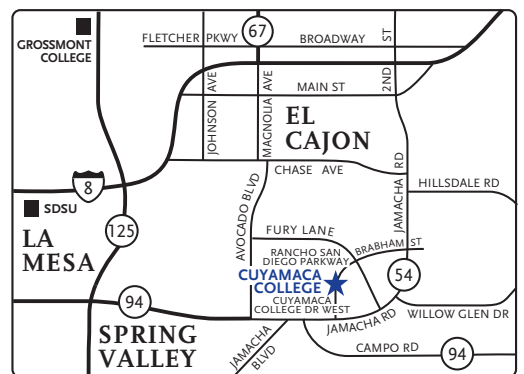 GROSSMONT
COLLEGE
FLETCHER PKWY
67
BROADWAY
2ND ST
JOHNSON AVE
MAGNOLIA AVE
MAIN ST
EL
CAJON
CHASE AVE
8
SDSU
LA
MESA
125
AVOCADO BLVD
JAMACHA RD
HILLSDALE RD
FURY LANE
RANCHO SAN
DIEGO PARKWAY
BRABHAM ST
CUYAMACA
COLLEGE
54
CUYAMACA
COLLEGE DR WEST
94
SPRING
VALLEY
JAMACHA
BLVD
JAMACHA RD
WILLOW GLEN DR
CAMPO RD
94